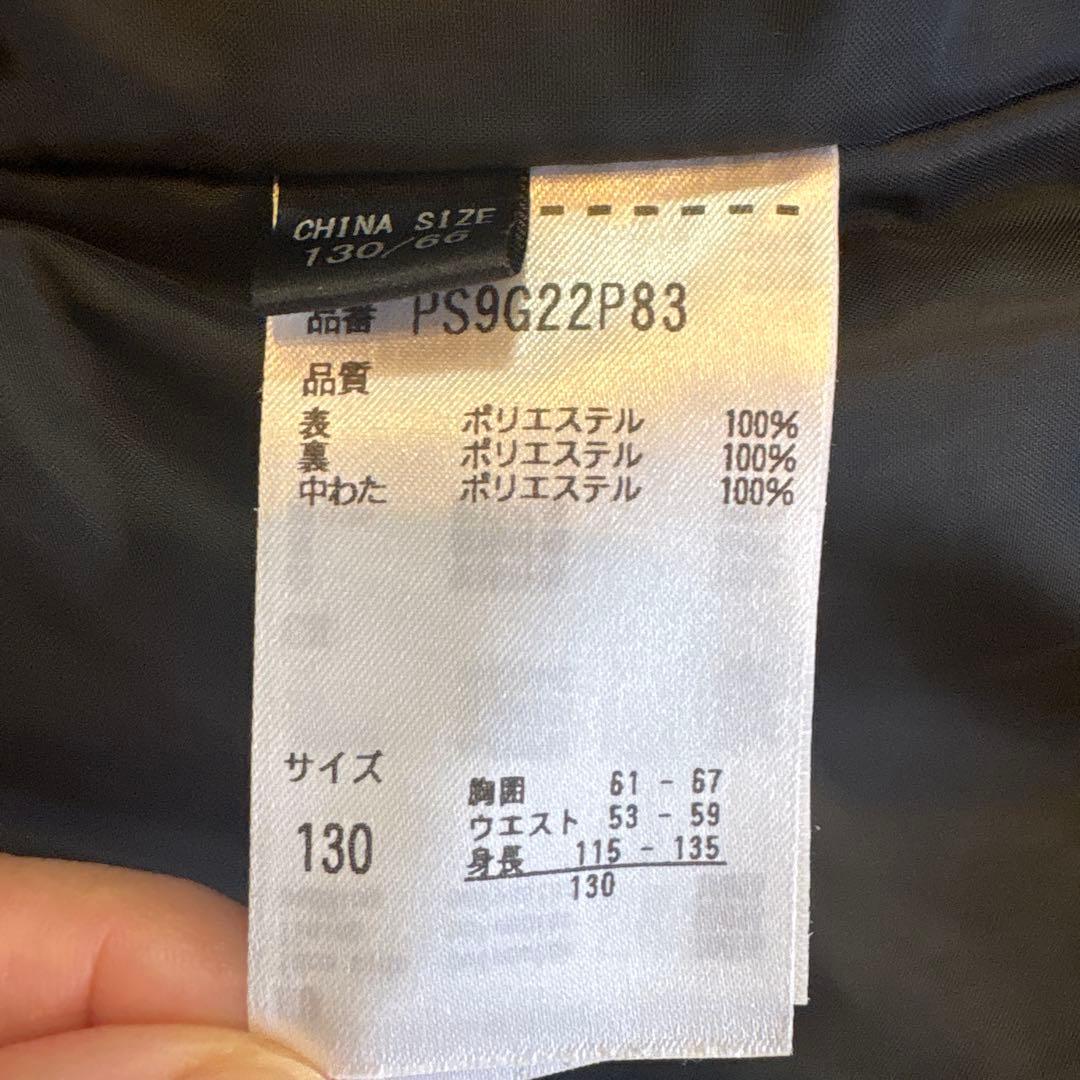 CHINA SIZE
130/66
品番 PS9G22P83
品質
表 ポリエステル 100%
裏 ポリエステル 100%
中わた ポリエステル 100%
サイズ
130
胸囲 61 - 67
ウエスト 53 - 59
身長 115 - 135
130